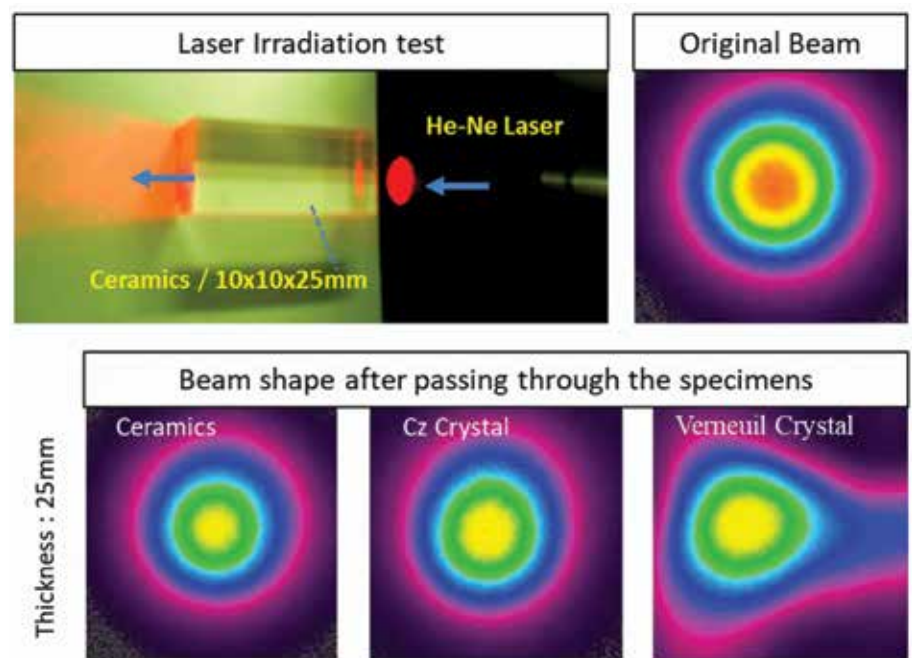 Laser Irradiation test
Original Beam
He-Ne Laser
Ceramics / 10x10x25mm
Beam shape after passing through the specimens
Thickness : 25mm
Ceramics
Cz Crystal
Verneuil Crystal